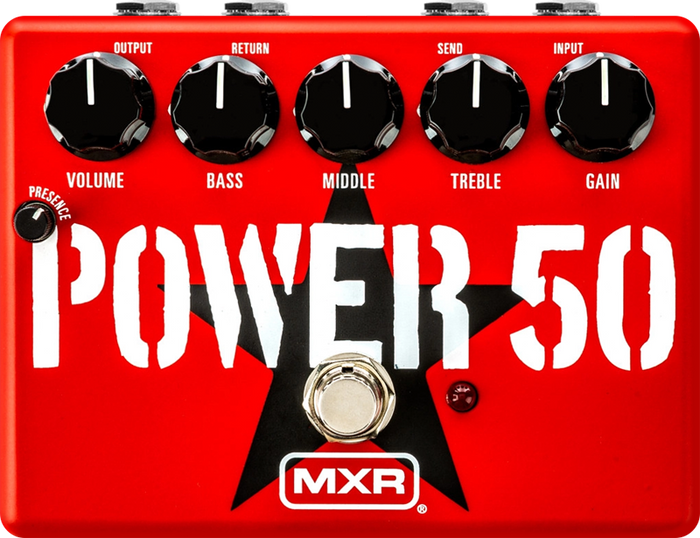 OUTPUT RETURN SEND INPUT
VOLUME BASS MIDDLE TREBLE GAIN
PRESENCE
POWER 50
MXR®